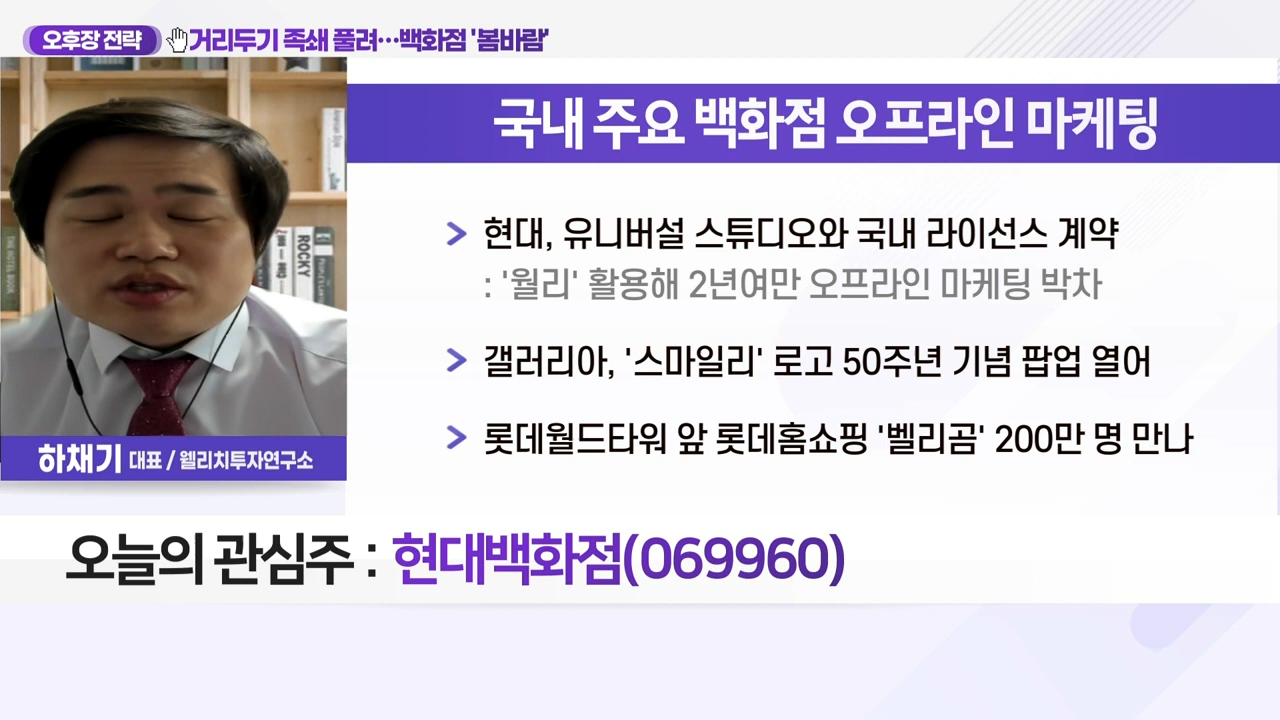 오후장 전략 거리두기 족쇄 풀려…백화점 '봄바람'
국내 주요 백화점 오프라인 마케팅
> 현대, 유니버설 스튜디오와 국내 라이선스 계약
: '월리' 활용해 2년여만 오프라인 마케팅 박차
> 갤러리아, '스마일리' 로고 50주년 기념 팝업 열어
> 롯데월드타워 앞 롯데홈쇼핑 '벨리곰' 200만 명 만나
ROCKY
하채기 대표 / 웰리치투자연구소
오늘의 관심주 : 현대백화점(069960)